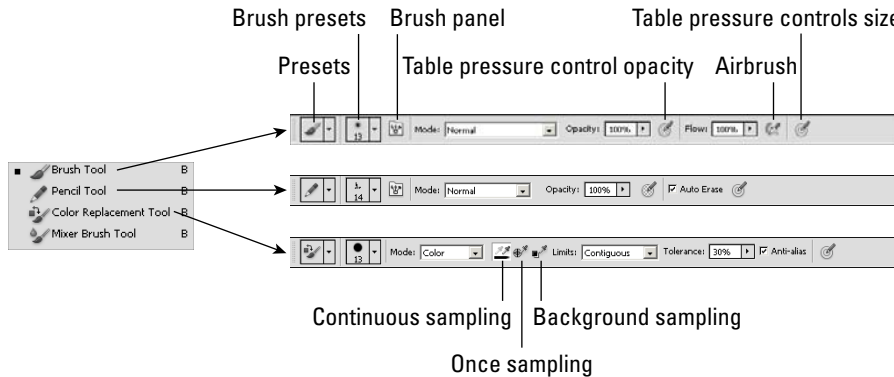 Brush presets Brush panel Table pressure controls size
Presets Table pressure control opacity Airbrush
13 Mode: Normal Opacity: 100% Flow: 100%
Brush Tool B
Pencil Tool B
Color Replacement Tool B
Mixer Brush Tool B
14 Mode: Normal Opacity: 100% Auto Erase
13 Mode: Color Limits: Contiguous Tolerance: 30% Anti-alias
Continuous sampling Background sampling
Once sampling